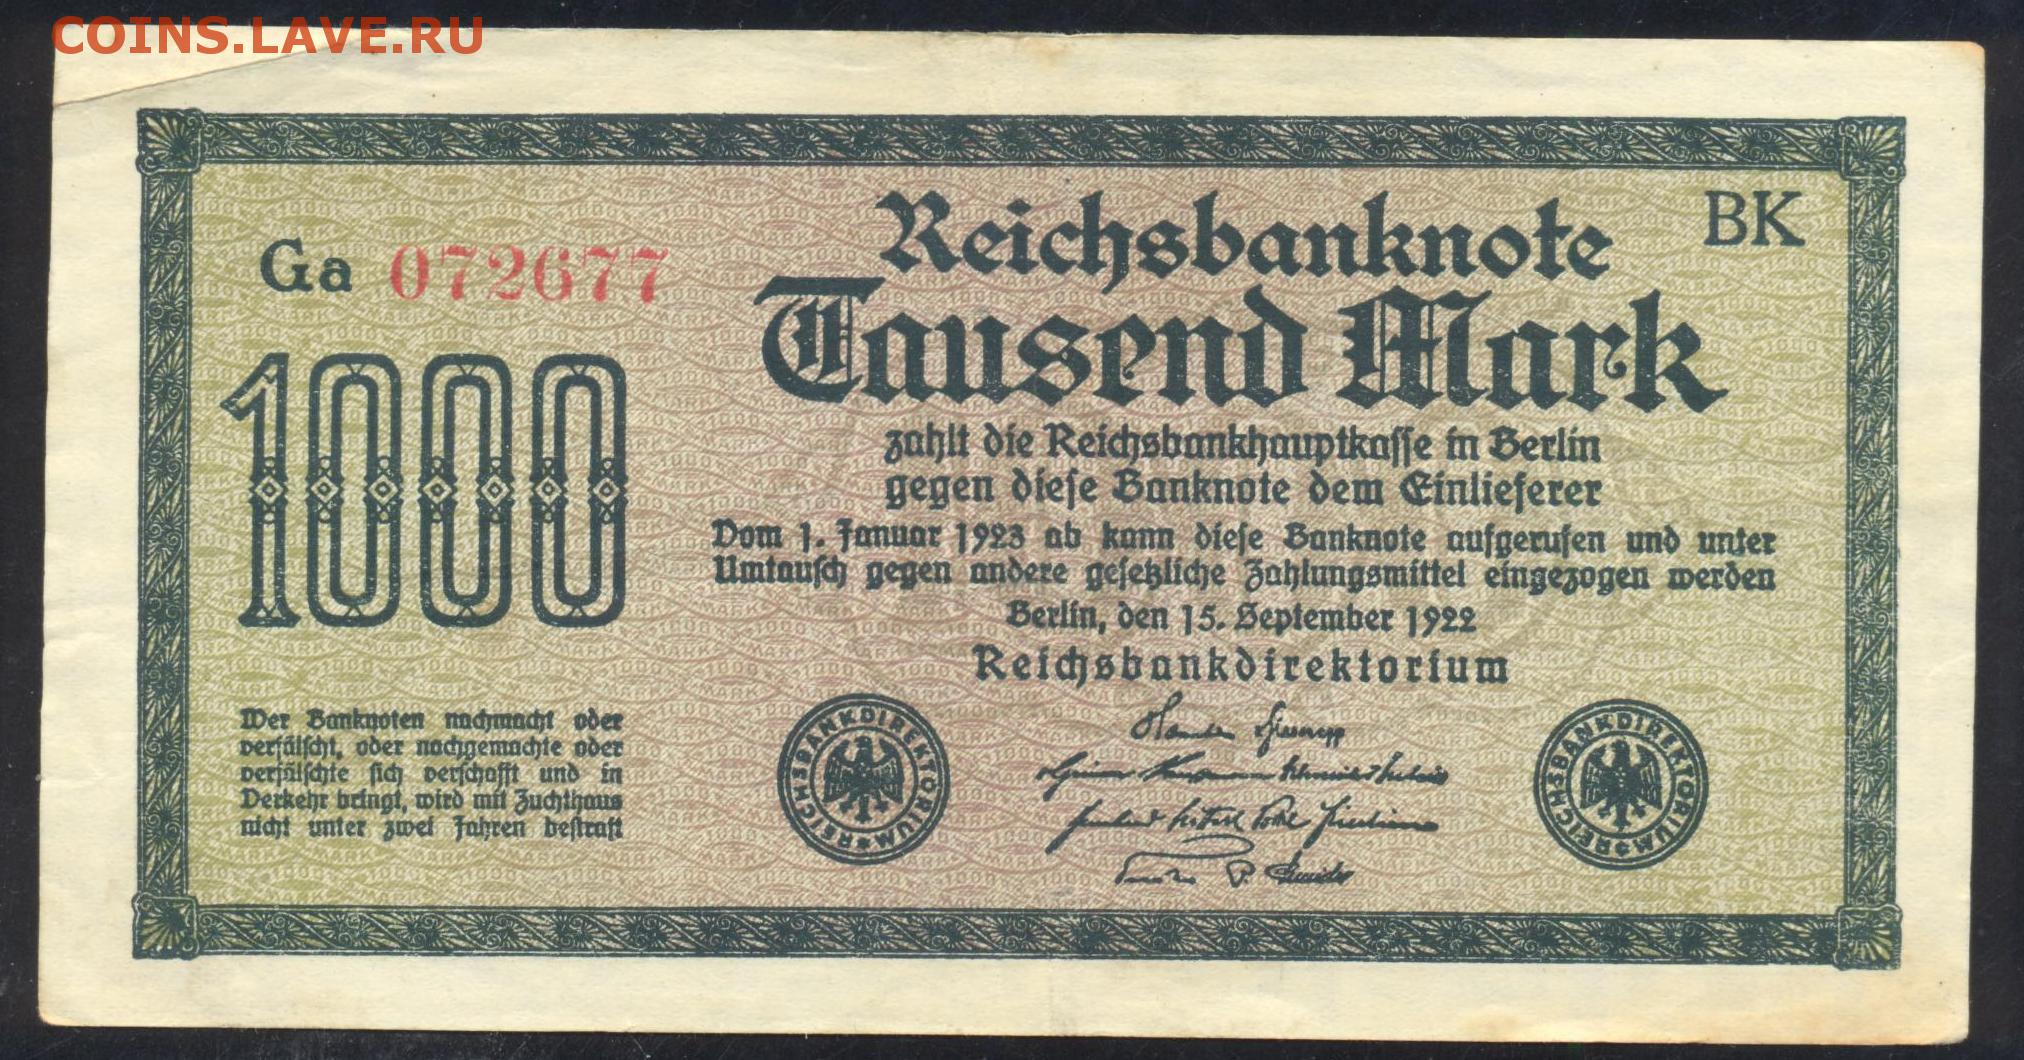 COINS.LAVE.RU
Reichsbanknote
BK
Ga 072677
Tausend Mark
1000
zahlt die Reichsbankhauptkasse in Berlin
gegen diese Banknote dem Einlieferer
Vom 1. Januar 1923 ab kann diese Banknote aufgerufen und unter
Umtausch gegen andere gesetzliche Zahlungsmittel eingezogen werden
Berlin, den 15. September 1922
Reichsbankdirektorium
Wer Banknoten nachmacht oder
verfälscht, oder nachgemachte oder
verfälschte sich verschafft und in
Verkehr bringt, wird mit Zuchthaus
nicht unter zwei Jahren bestraft
REICHSBANKDIREKTORIUM
REICHSBANKDIREKTORIUM